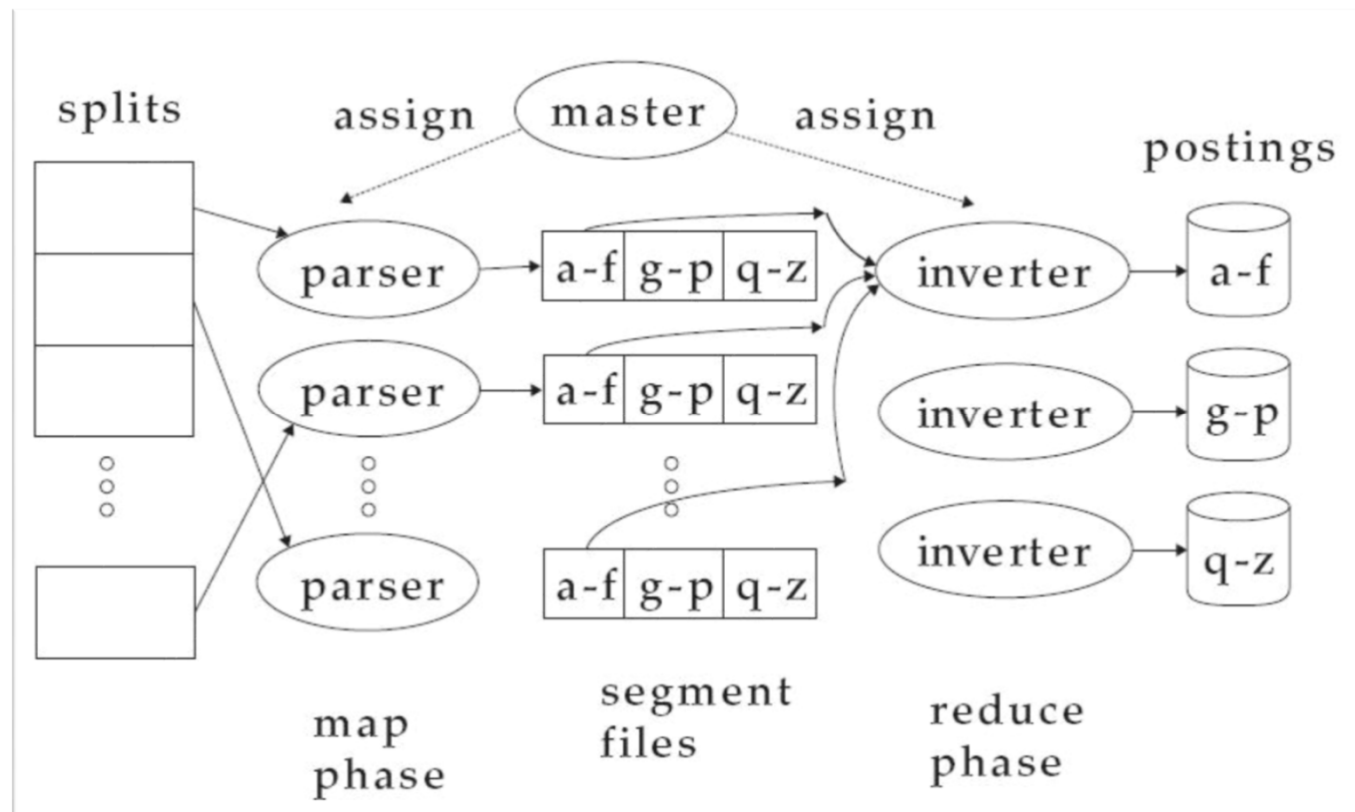 splits
assign
master
assign
postings
parser
a-f g-p q-z
inverter
a-f
parser
a-f g-p q-z
inverter
g-p
parser
a-f g-p q-z
inverter
q-z
map
phase
segment
files
reduce
phase